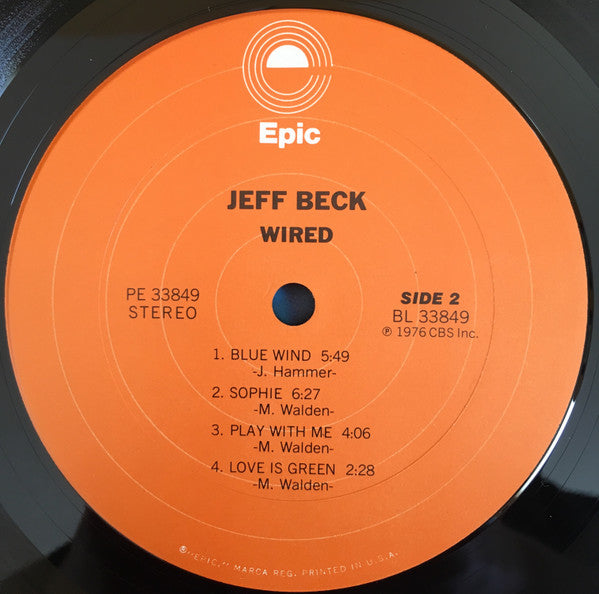 Epic
JEFF BECK
WIRED
PE 33849
STEREO
SIDE 2
BL 33849
℗ 1976 CBS Inc.
1. BLUE WIND 5:49
-J. Hammer-
2. SOPHIE 6:27
-M. Walden-
3. PLAY WITH ME 4:06
-M. Walden-
4. LOVE IS GREEN 2:28
-M. Walden-
® "EPIC," MARCA REG. PRINTED IN U.S.A.